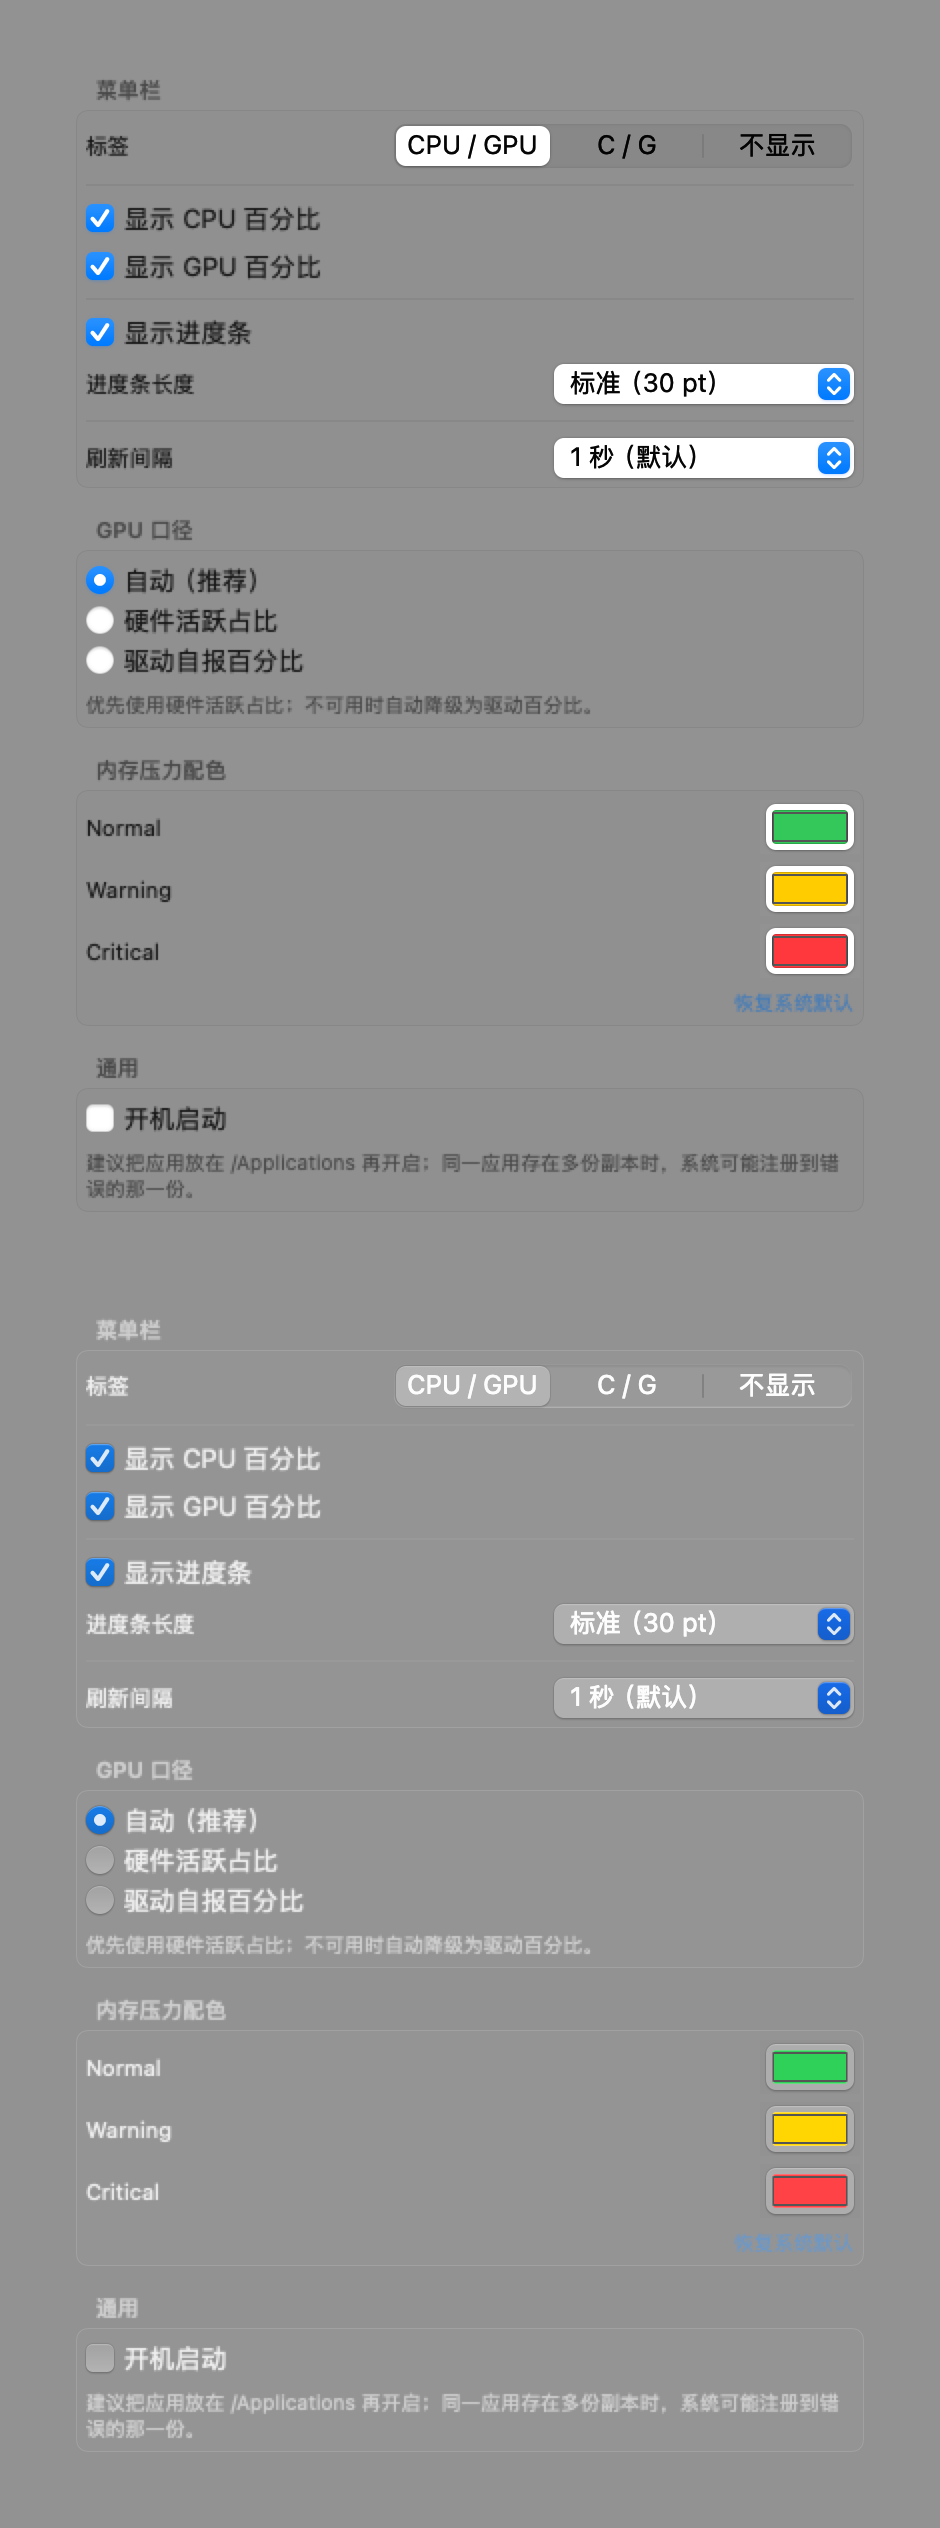 菜单栏
标签 CPU / GPU C / G 不显示
显示 CPU 百分比
显示 GPU 百分比
显示进度条
进度条长度 标准（30 pt）
刷新间隔 1 秒（默认）
GPU 口径
自动（推荐）
硬件活跃占比
驱动自报百分比
优先使用硬件活跃占比；不可用时自动降级为驱动百分比。
内存压力配色
Normal
Warning
Critical
恢复系统默认
通用
开机启动
建议把应用放在 /Applications 再开启；同一应用存在多份副本时，系统可能注册到错
误的那一份。
菜单栏
标签 CPU / GPU C / G 不显示
显示 CPU 百分比
显示 GPU 百分比
显示进度条
进度条长度 标准（30 pt）
刷新间隔 1 秒（默认）
GPU 口径
自动（推荐）
硬件活跃占比
驱动自报百分比
优先使用硬件活跃占比；不可用时自动降级为驱动百分比。
内存压力配色
Normal
Warning
Critical
恢复系统默认
通用
开机启动
建议把应用放在 /Applications 再开启；同一应用存在多份副本时，系统可能注册到错
误的那一份。